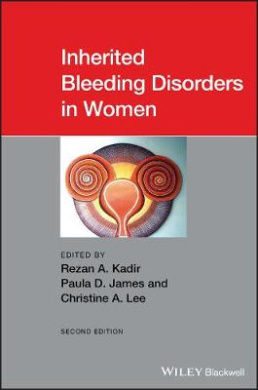 Inherited
Bleeding Disorders
in Women
EDITED BY
Rezan A. Kadir
Paula D. James and
Christine A. Lee
SECOND EDITION
WILEY Blackwell